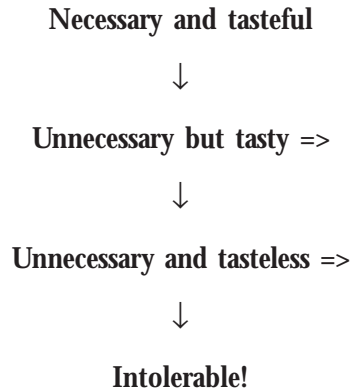 Necessary and tasteful
↓
Unnecessary but tasty =>
↓
Unnecessary and tasteless =>
↓
Intolerable!